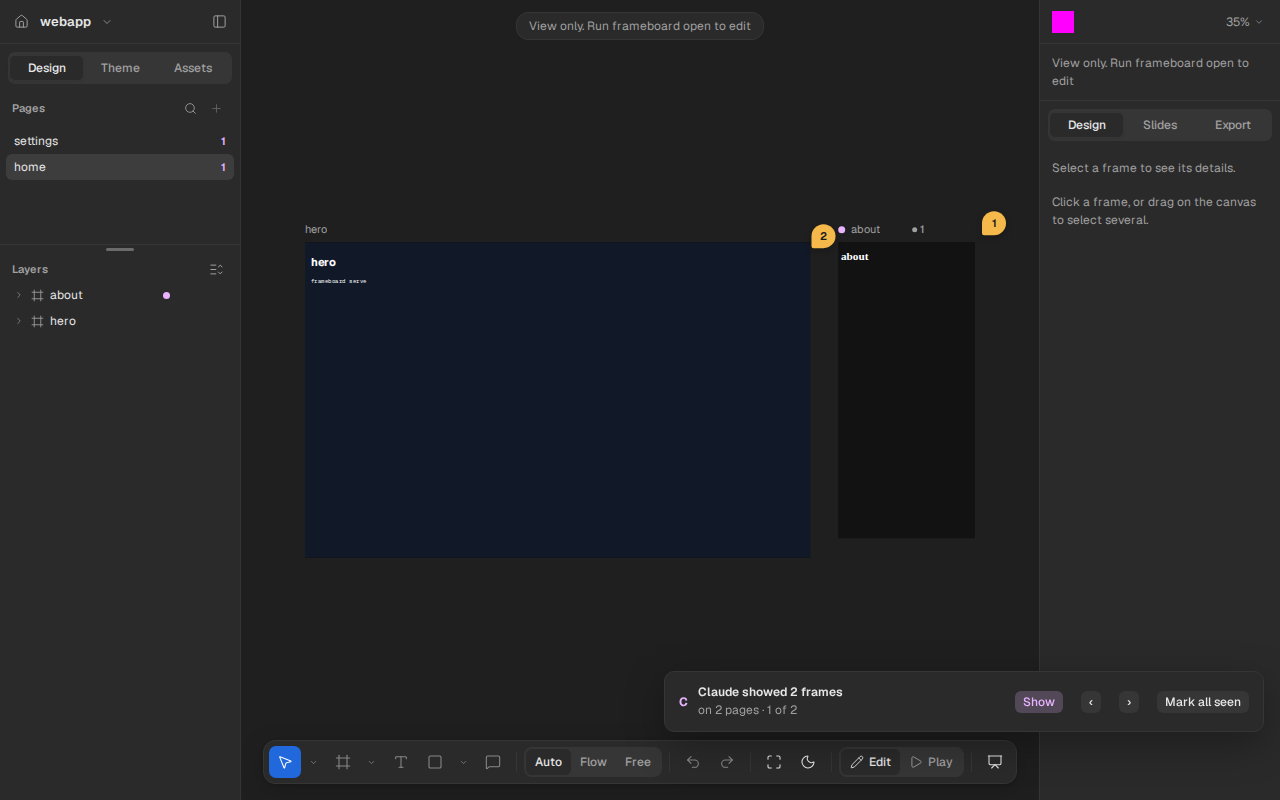 webapp
View only. Run frameboard open to edit
35%
View only. Run frameboard open to
edit
Design
Theme
Assets
Design
Slides
Export
Pages
settings
1
home
1
Select a frame to see its details.
Click a frame, or drag on the canvas
to select several.
Layers
about
hero
hero
2
about
1
1
hero
frameboard serve
about
C
Claude showed 2 frames
on 2 pages · 1 of 2
Show
‹
›
Mark all seen
Auto
Flow
Free
Edit
Play